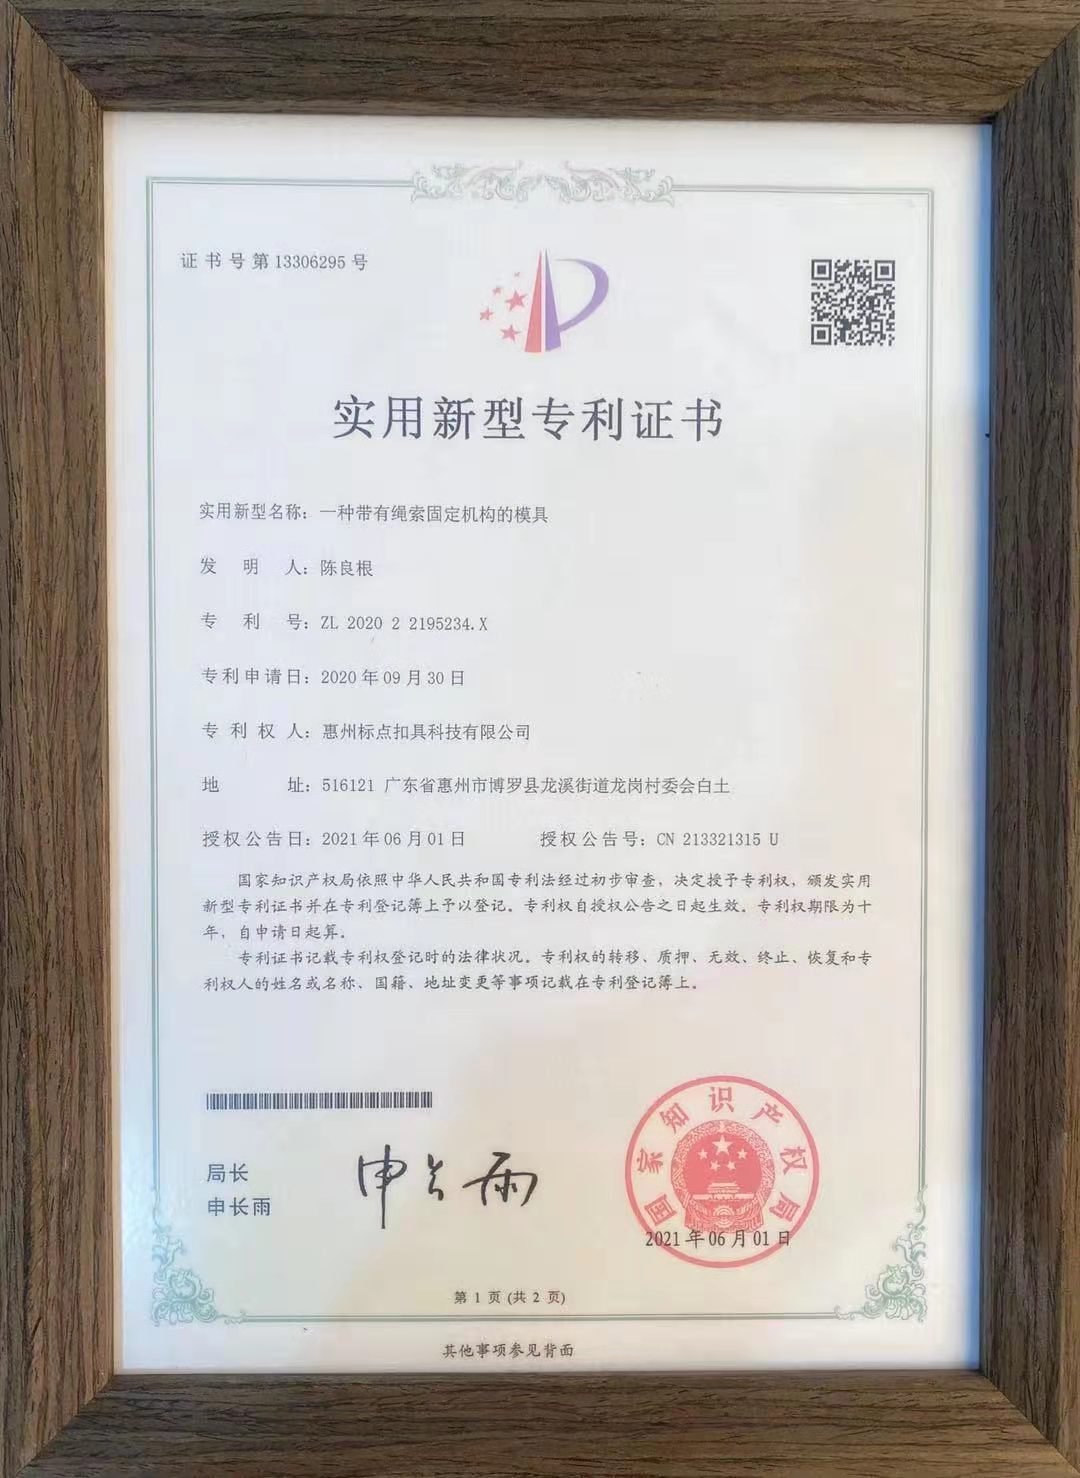 证书号第13306295号
实用新型专利证书
实用新型名称：一种带有绳索固定机构的模具
发明人：陈良根
专利号：ZL 2020 2 2195234.X
专利申请日：2020年09月30日
专利权人：惠州标点扣具科技有限公司
地址：516121 广东省惠州市博罗县龙溪街道龙岗村委会白土
授权公告日：2021年06月01日 授权公告号：CN 213321315 U
国家知识产权局依照中华人民共和国专利法经过初步审查，决定授予专利权，颁发实用
新型专利证书并在专利登记簿上予以登记。专利权自授权公告之日起生效。专利权期限为十
年，自申请日起算。
专利证书记载专利权登记时的法律状况。专利权的转移、质押、无效、终止、恢复和专
利权人的姓名或名称、国籍、地址变更等事项记载在专利登记簿上。
局长
申长雨
申长雨
国家知识产权局
2021年06月01日
第 1 页 (共 2 页)
其他事项参见背面